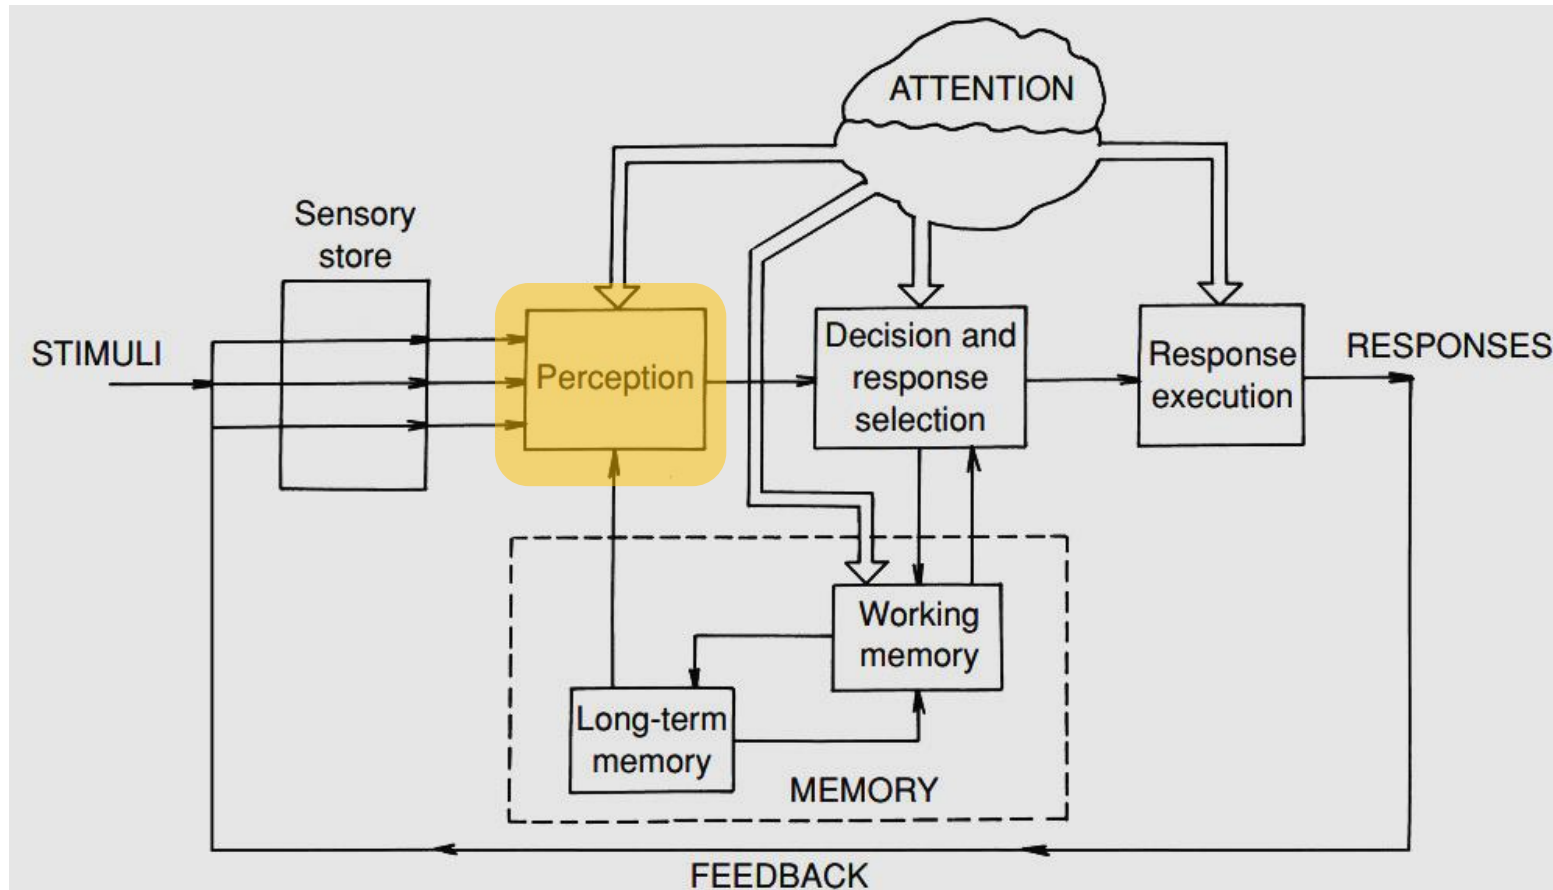 ATTENTION
Sensory
store
STIMULI
Perception
Decision and
response
selection
Response
execution
RESPONSES
Working
memory
Long-term
memory
MEMORY
FEEDBACK